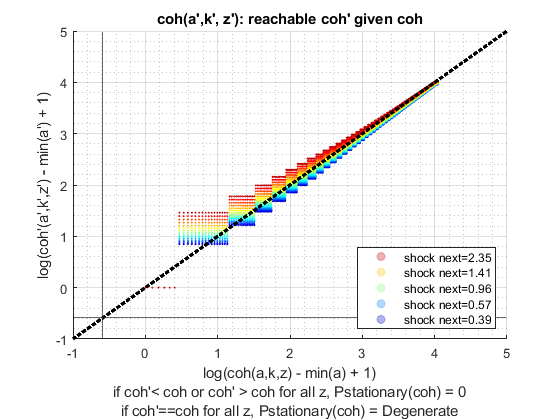 coh(a',k', z'): reachable coh' given coh
log(coh'(a',k',z') - min(a') + 1)
5
4
3
2
1
0
-1
shock next=2.35
shock next=1.41
shock next=0.96
shock next=0.57
shock next=0.39
-1 0 1 2 3 4 5
log(coh(a,k,z) - min(a) + 1)
if coh'< coh or coh' > coh for all z, Pstationary(coh) = 0
if coh'==coh for all z, Pstationary(coh) = Degenerate